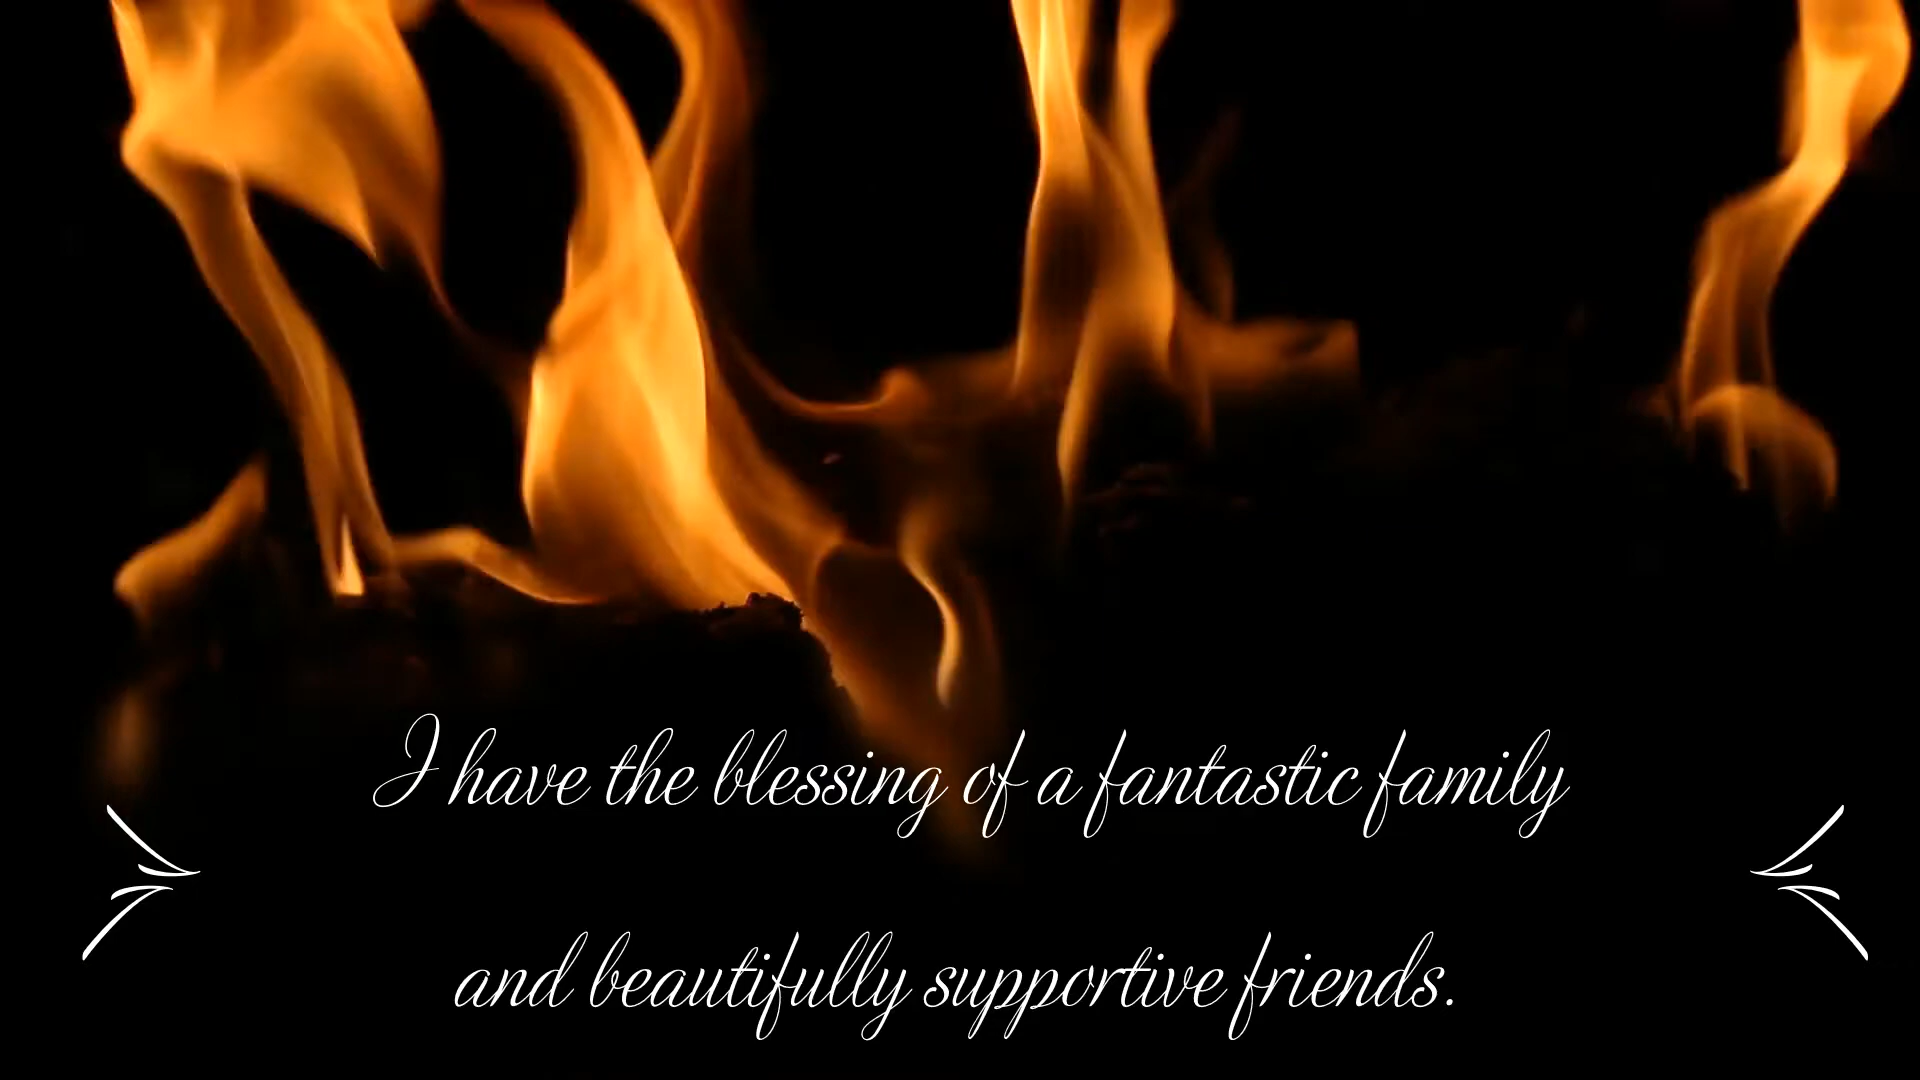 I have the blessing of a fantastic family
and beautifully supportive friends.